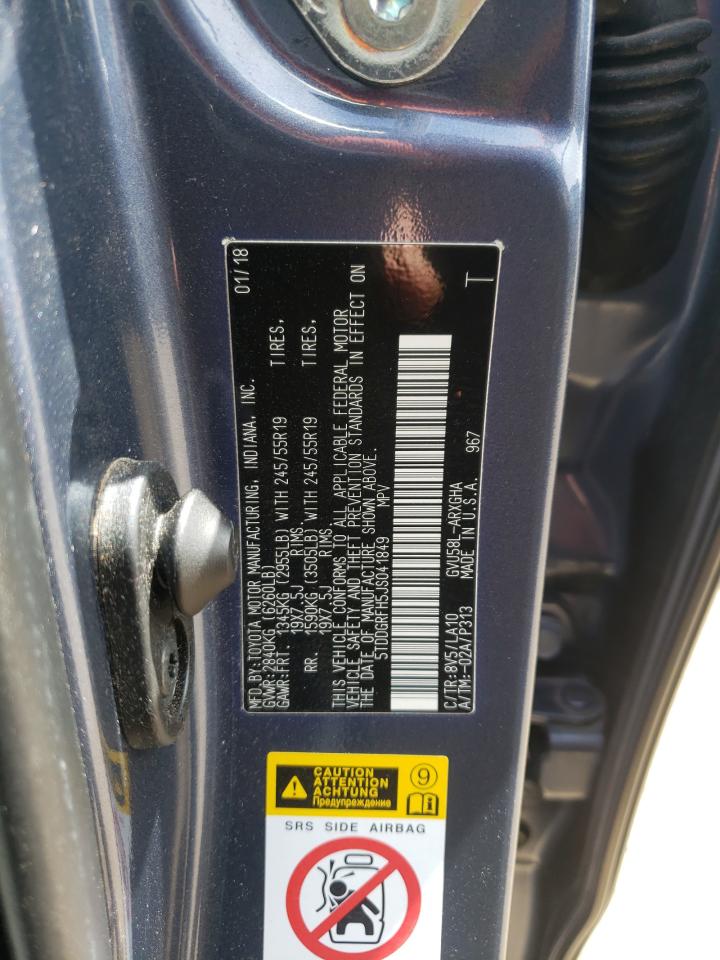 MFD.BY:TOYOTA MOTOR MANUFACTURING, INDIANA, INC. 01/18
GVWR:2840KG (6260LB)
GAWR:FRT. 1345KG (2955LB) WITH 245/55R19 TIRES,
19X7.5J RIMS.
RR. 1590KG (3505LB) WITH 245/55R19 TIRES,
19X7.5J RIMS.
THIS VEHICLE CONFORMS TO ALL APPLICABLE FEDERAL MOTOR
VEHICLE SAFETY AND THEFT PREVENTION STANDARDS IN EFFECT ON
THE DATE OF MANUFACTURE SHOWN ABOVE.
5TDDGRFH5JS041849 MPV
C/TR:8V5/LA10 GVU58L-ARXGHA
A/TM:-02A/P313 MADE IN U.S.A. 967 T
CAUTION
ATTENTION
ACHTUNG
Предупреждение
9
i
SRS SIDE AIRBAG